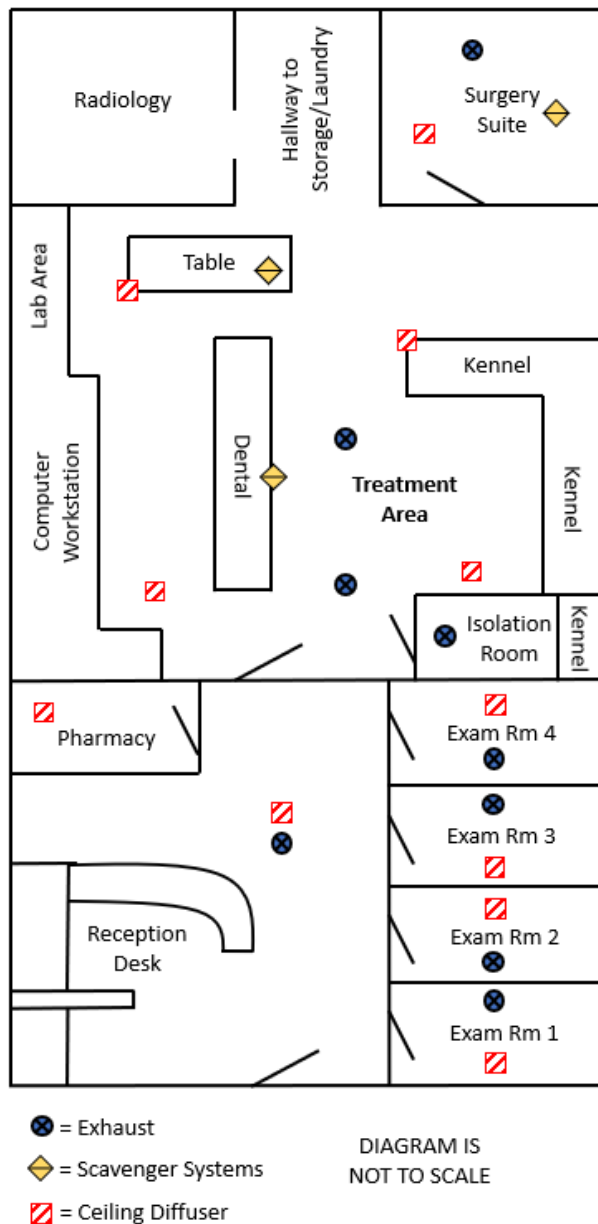 Radiology
Hallway to
Storage/Laundry
Surgery
Suite
Lab Area
Table
Kennel
Computer
Workstation
Dental
Treatment
Area
Kennel
Isolation
Room
Kennel
Pharmacy
Exam Rm 4
Exam Rm 3
Reception
Desk
Exam Rm 2
Exam Rm 1
= Exhaust
= Scavenger Systems
= Ceiling Diffuser
DIAGRAM IS
NOT TO SCALE